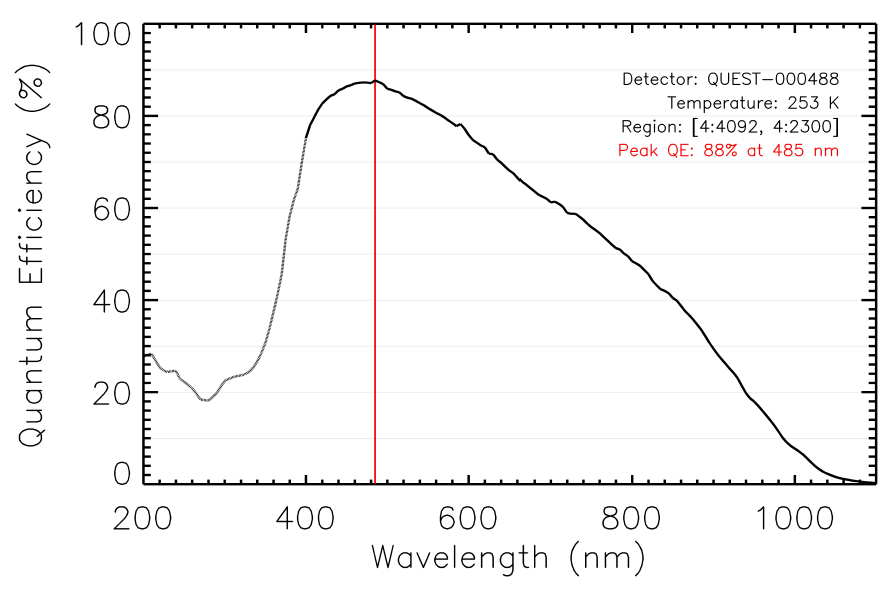 Quantum Efficiency (%)
100
80
60
40
20
0
Detector: QUEST-000488
Temperature: 253 K
Region: [4:4092, 4:2300]
Peak QE: 88% at 485 nm
200 400 600 800 1000
Wavelength (nm)